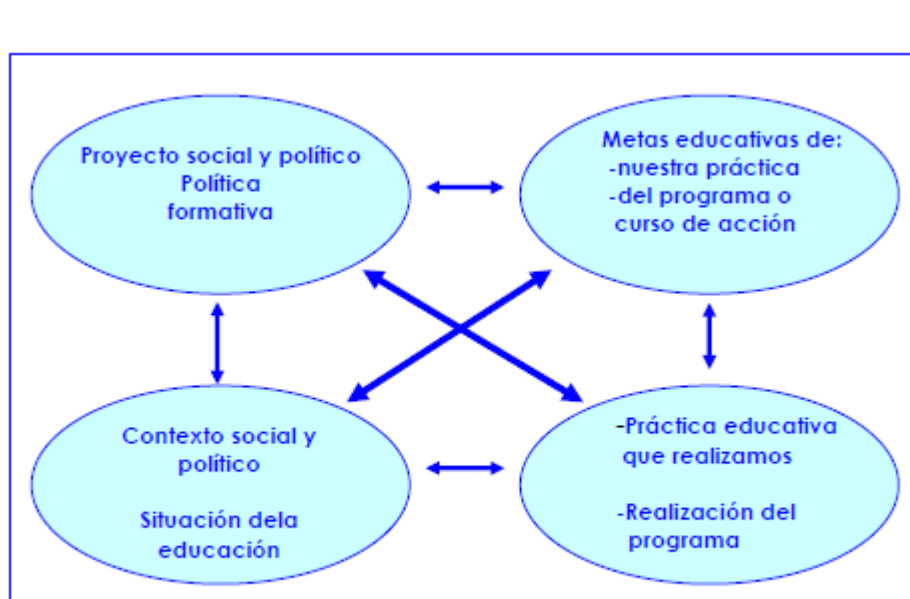 Proyecto social y político
Política
formativa
Metas educativas de:
-nuestra práctica
-del programa o
curso de acción
Contexto social y
político
Situación dela
educación
-Práctica educativa
que realizamos
-Realización del
programa